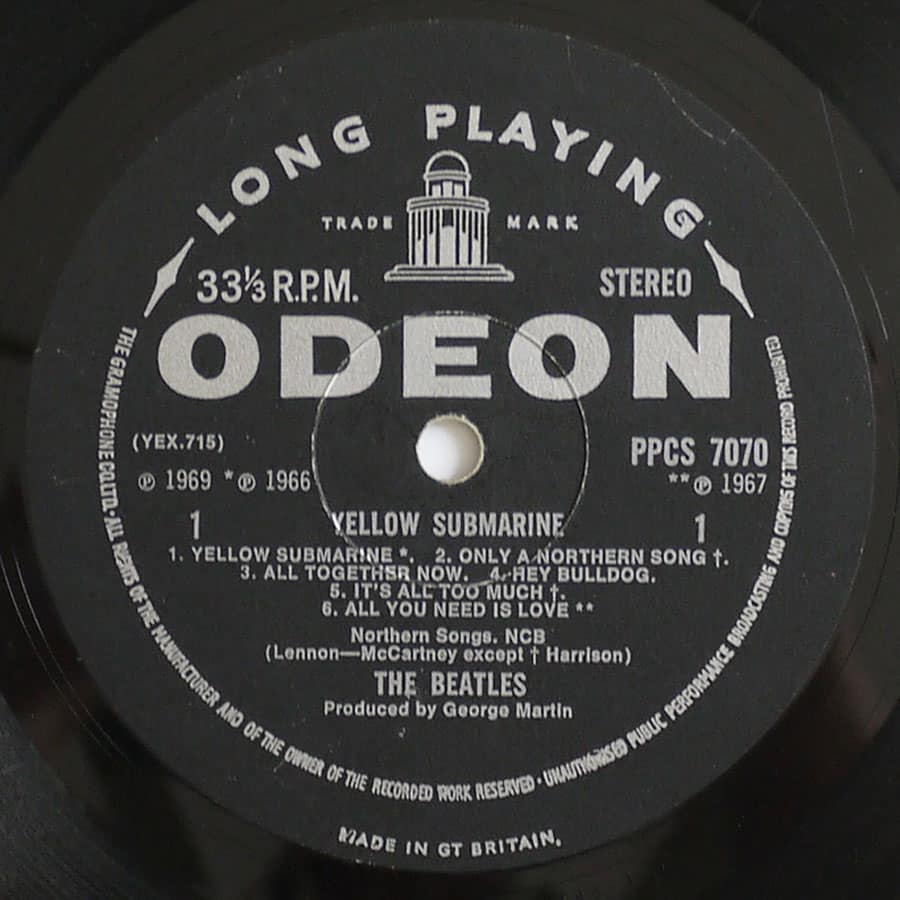 LONG PLAYING
TRADE MARK
33⅓ R.P.M. STEREO
ODEON
(YEX.715) PPCS 7070
℗ 1969 * ℗ 1966 ** ℗ 1967
1 YELLOW SUBMARINE 1
1. YELLOW SUBMARINE *. 2. ONLY A NORTHERN SONG †.
3. ALL TOGETHER NOW. 4. HEY BULLDOG.
5. IT'S ALL TOO MUCH †.
6. ALL YOU NEED IS LOVE **
Northern Songs. NCB
(Lennon—McCartney except † Harrison)
THE BEATLES
Produced by George Martin
THE GRAMOPHONE CO.LTD. · ALL RIGHTS OF THE MANUFACTURER AND OF THE OWNER OF THE RECORDED WORK RESERVED · UNAUTHORISED PUBLIC PERFORMANCE BROADCASTING AND COPYING OF THIS RECORD PROHIBITED
MADE IN GT BRITAIN.